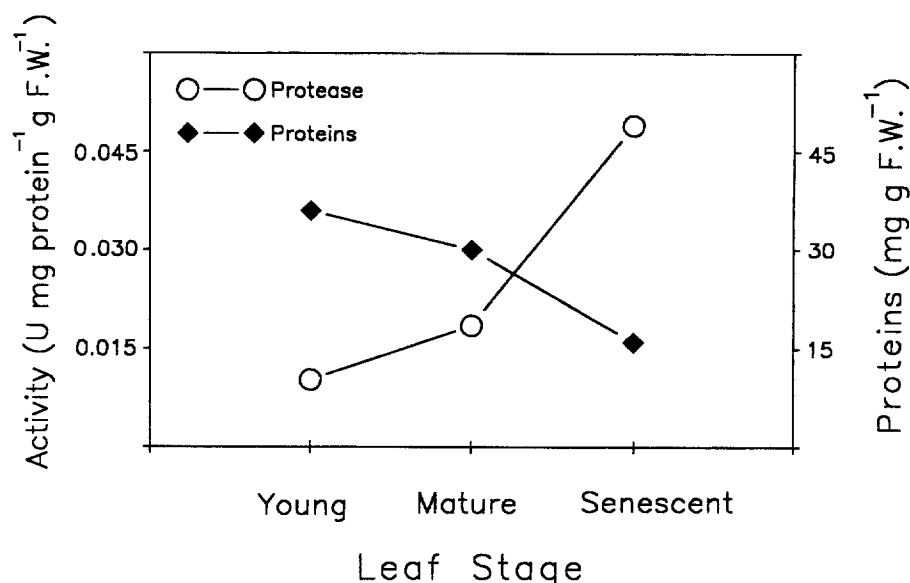 Protease
Proteins
Activity (U mg protein⁻¹ g F.W.⁻¹)
0.045
0.030
0.015
45
30
15
Proteins (mg g F.W.⁻¹)
Young Mature Senescent
Leaf Stage